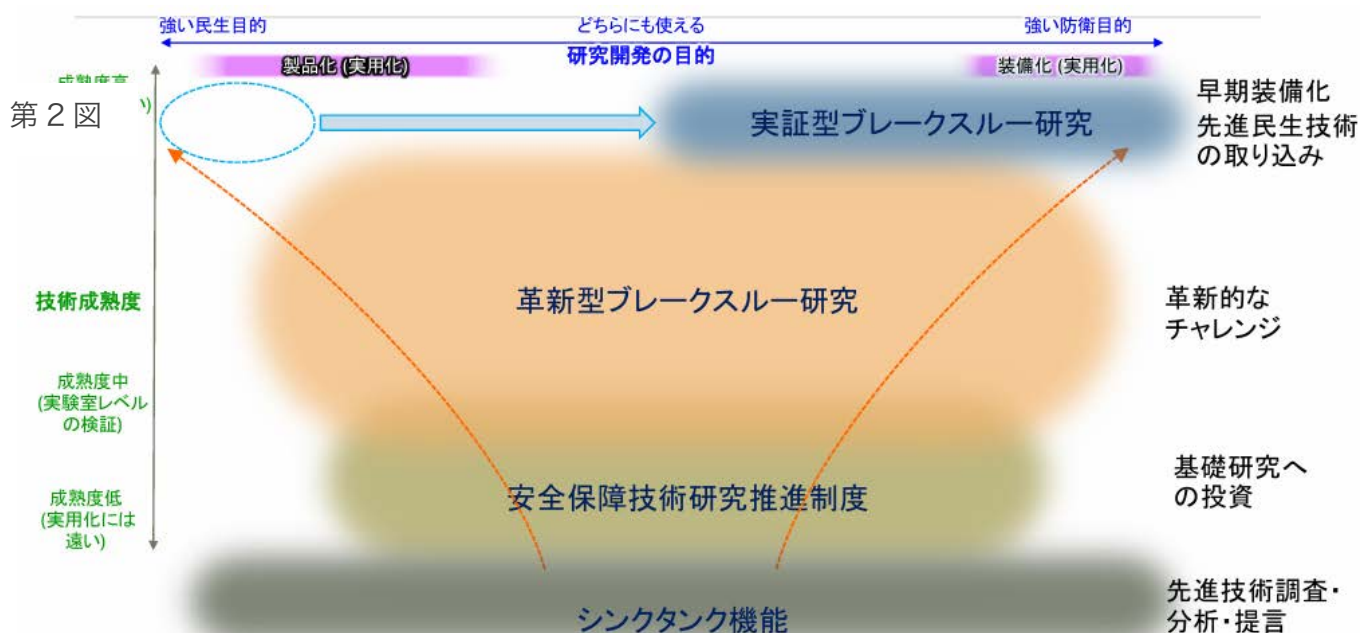 強い民生目的
どちらにも使える
強い防衛目的
研究開発の目的
製品化 (実用化)
装備化 (実用化)
第２図
実証型ブレークスルー研究
早期装備化
先進民生技術
の取り込み
技術成熟度
革新型ブレークスルー研究
革新的な
チャレンジ
成熟度中
(実験室レベル
の検証)
成熟度低
(実用化には
遠い)
安全保障技術研究推進制度
基礎研究へ
の投資
シンクタンク機能
先進技術調査・
分析・提言